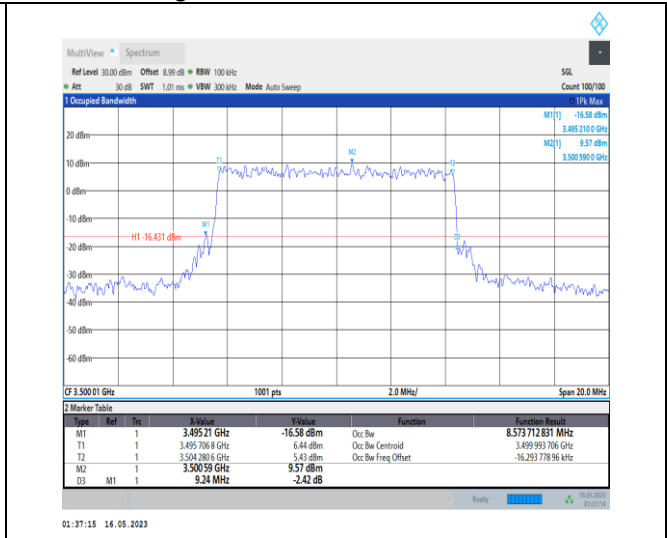 MultiView Spectrum
Ref Level 30.00 dBm Offset 8.99 dB RBW 100 kHz SGL
Att 30 dB SWT 1.01 ms VBW 300 kHz Mode Auto Sweep Count 100/100
1 Occupied Bandwidth 1Pk Max
M1[1] -16.58 dBm
3.495 210 0 GHz
M2[1] 9.57 dBm
3.500 590 0 GHz
20 dBm
M2
T1 T2
10 dBm
0 dBm
-10 dBm
M1
H1 -16.431 dBm D3
-20 dBm
-30 dBm
-40 dBm
-50 dBm
-60 dBm
CF 3.500 01 GHz 1001 pts 2.0 MHz/ Span 20.0 MHz
2 Marker Table
Type Ref Trc X-Value Y-Value Function Function Result
M1 1 3.495 21 GHz -16.58 dBm Occ Bw 8.573 712 831 MHz
T1 1 3.495 706 8 GHz 6.44 dBm Occ Bw Centroid 3.499 993 706 GHz
T2 1 3.504 280 6 GHz 5.43 dBm Occ Bw Freq Offset -16.293 778 96 kHz
M2 1 3.500 59 GHz 9.57 dBm
D3 M1 1 9.24 MHz -2.42 dB
Ready 16.05.2023
01:37:14
01:37:15 16.05.2023